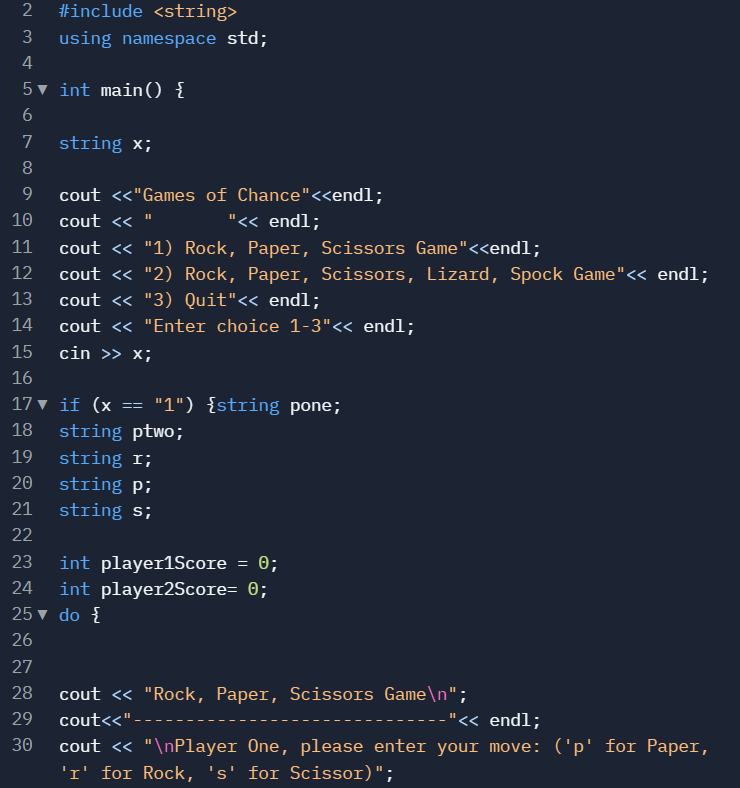 2 #include <string>
3 using namespace std;
4
5 ▼ int main() {
6
7 string x;
8
9 cout <<"Games of Chance"<<endl;
10 cout << "       "<< endl;
11 cout << "1) Rock, Paper, Scissors Game"<<endl;
12 cout << "2) Rock, Paper, Scissors, Lizard, Spock Game"<< endl;
13 cout << "3) Quit"<< endl;
14 cout << "Enter choice 1-3"<< endl;
15 cin >> x;
16
17 ▼ if (x == "1") {string pone;
18 string ptwo;
19 string r;
20 string p;
21 string s;
22
23 int player1Score = 0;
24 int player2Score= 0;
25 ▼ do {
26
27
28 cout << "Rock, Paper, Scissors Game\n";
29 cout<<"------------------------------"<< endl;
30 cout << "\nPlayer One, please enter your move: ('p' for Paper,
'r' for Rock, 's' for Scissor)";